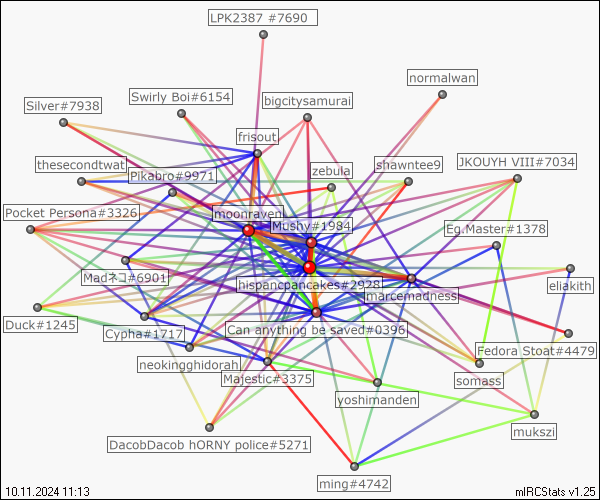 LPK2387 #7690
normalwan
Swirly Boi#6154
Silver#7938
bigcitysamurai
frisout
thesecondtwat
Pikabro#9971
zebula
shawntee9
JKOUYH VIII#7034
Pocket Persona#3326
moonraven
Mushy#1984
Eg.Master#1378
Madネコ#6901
hispancpancakes#2928
marcemadness
eliakith
Duck#1245
Cypha#1717
Can anything be saved#0396
neokingghidorah
Fedora Stoat#4479
Majestic#3375
somass
yoshimanden
mukszi
DacobDacob hORNY police#5271
ming#4742
10.11.2024 11:13
mIRCStats v1.25